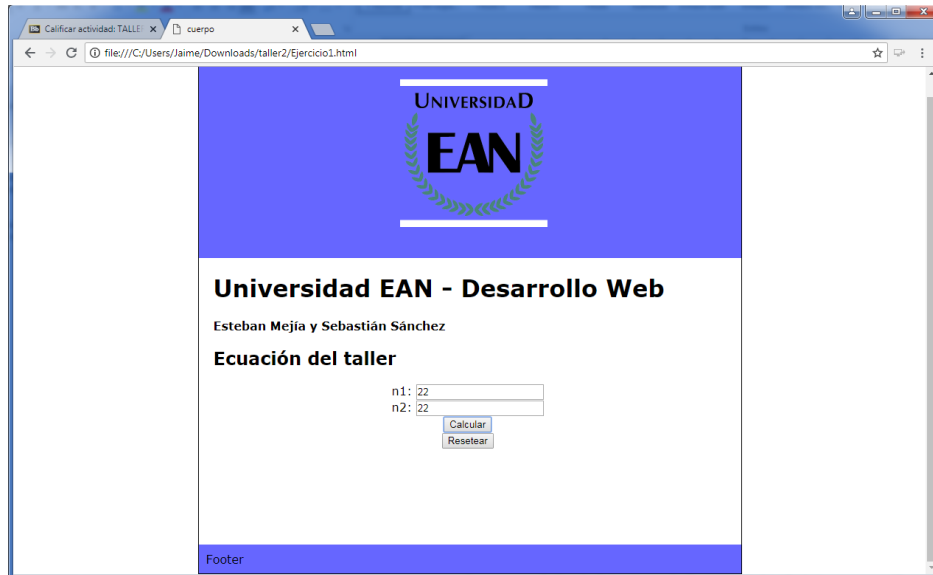 Calificar actividad: TALLE
cuerpo
file:///C:/Users/Jaime/Downloads/taller2/Ejercicio1.html
UNIVERSIDAD
EAN
Universidad EAN - Desarrollo Web
Esteban Mejía y Sebastián Sánchez
Ecuación del taller
n1: 22
n2: 22
Calcular
Resetear
Footer